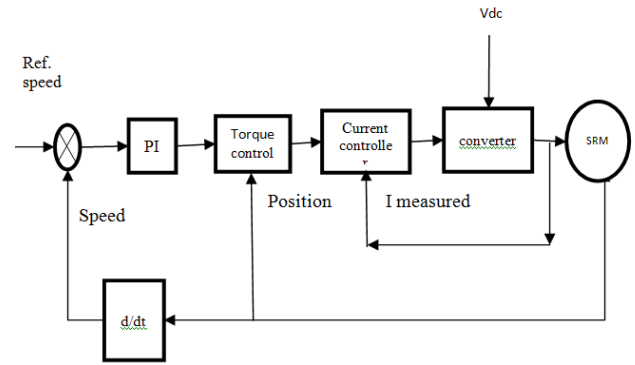 Vdc
Ref.
speed
PI
Torque
control
Current
controlle
r
converter
SRM
Position
I measured
Speed
d/dt